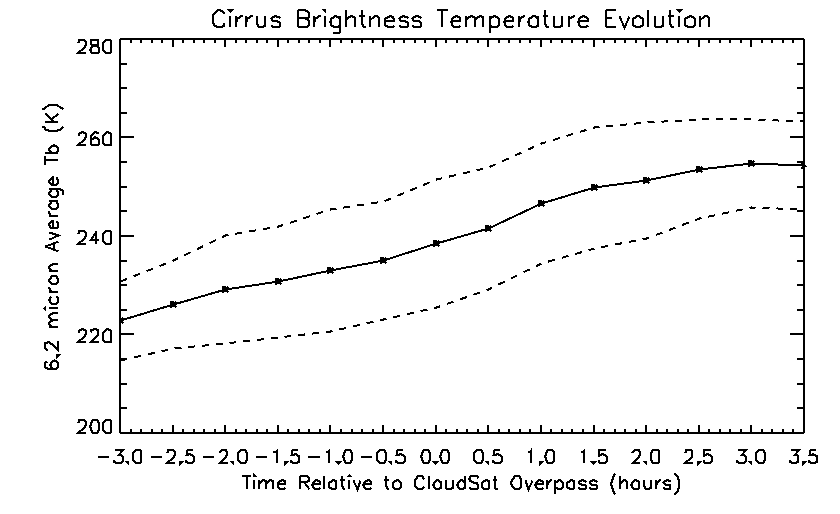 Cirrus Brightness Temperature Evolution
280
260
240
220
200
6.2 micron Average Tb (K)
-3.0 -2.5 -2.0 -1.5 -1.0 -0.5 0.0 0.5 1.0 1.5 2.0 2.5 3.0 3.5
Time Relative to CloudSat Overpass (hours)